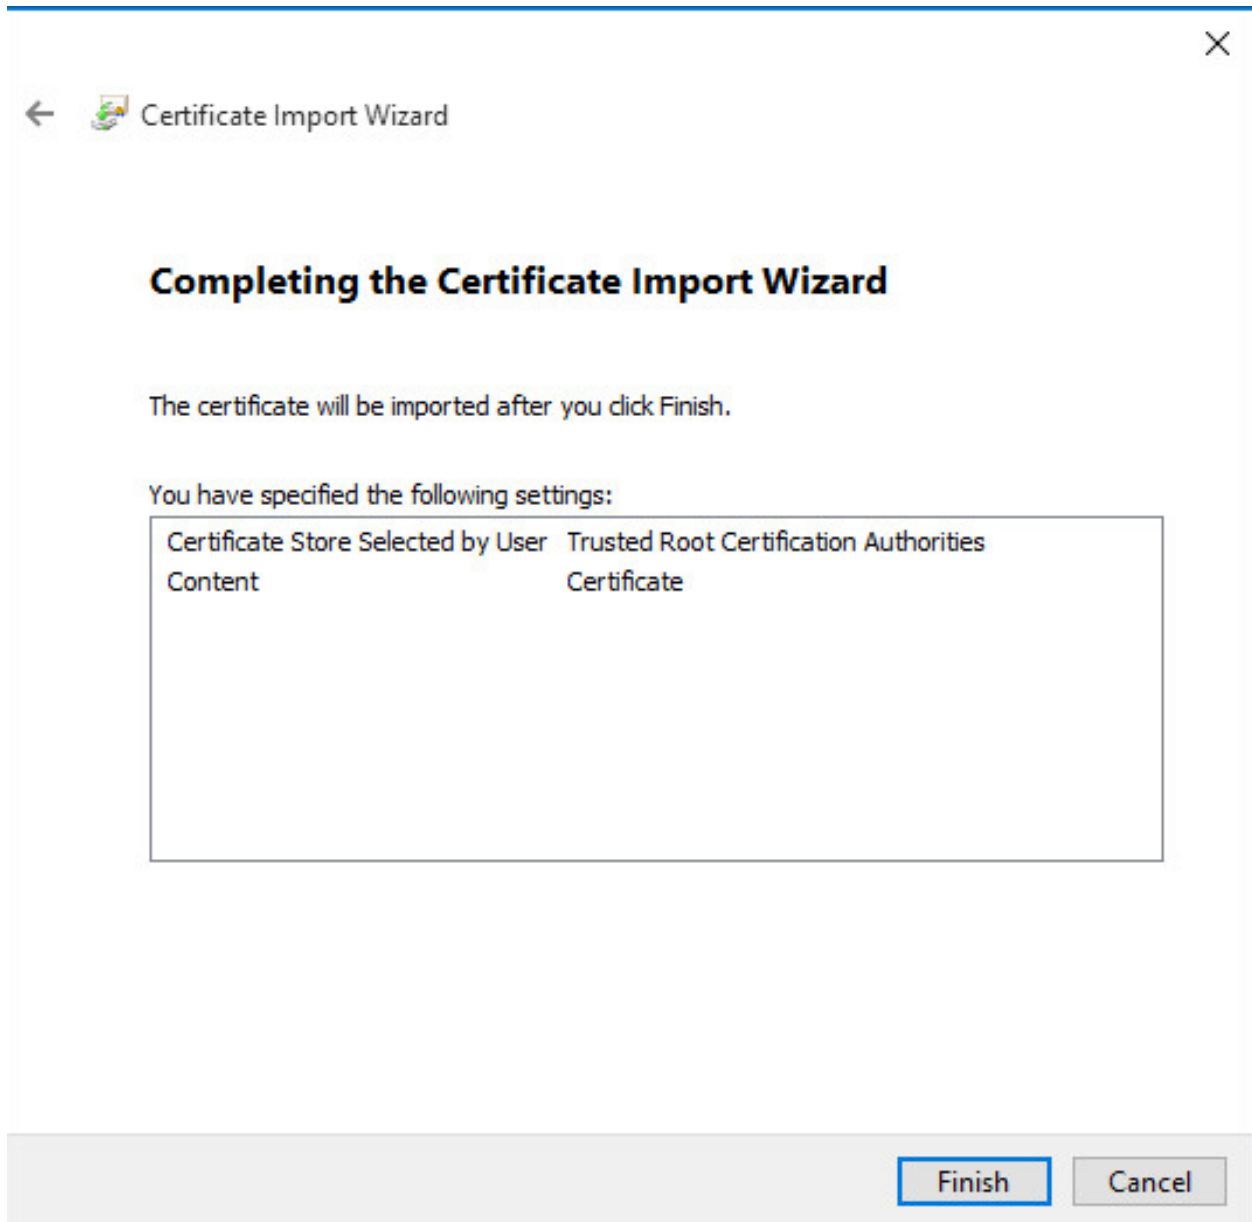 Certificate Import Wizard
Completing the Certificate Import Wizard
The certificate will be imported after you click Finish.
You have specified the following settings:
Certificate Store Selected by User Trusted Root Certification Authorities
Content Certificate
Finish Cancel